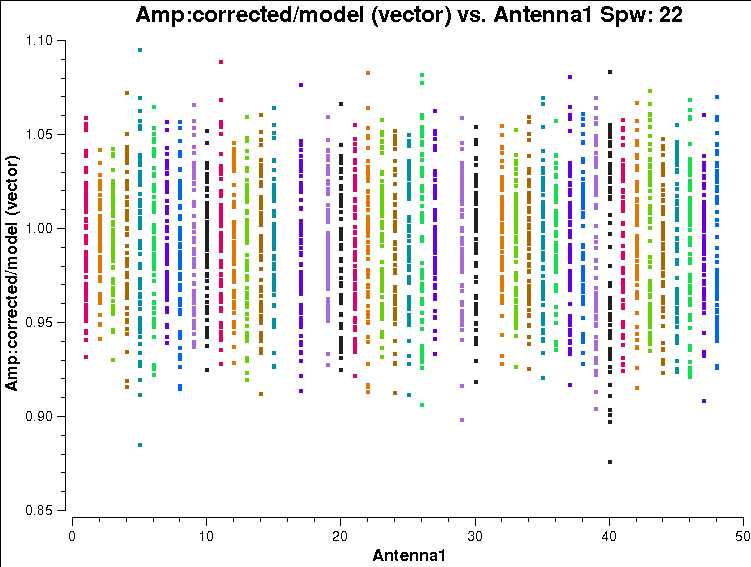 Amp:corrected/model (vector) vs. Antenna1 Spw: 22
Amp:corrected/model (vector)
1.10
1.05
1.00
0.95
0.90
0.85
0 10 20 30 40 50
Antenna1